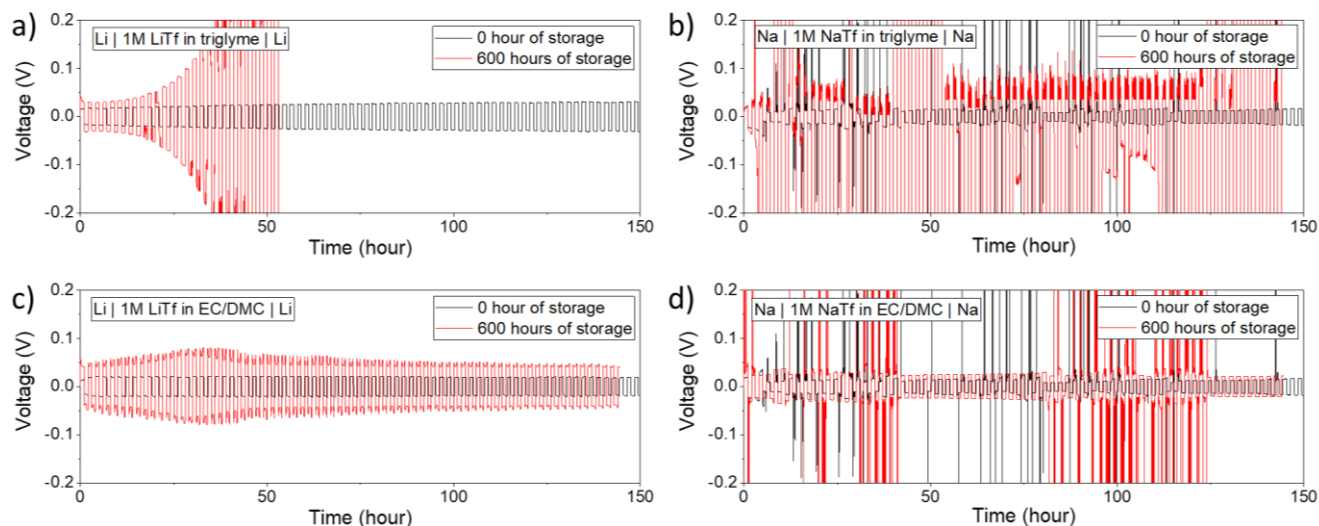 a)
Li | 1M LiTf in triglyme | Li
0 hour of storage
600 hours of storage
Voltage (V)
0.2
0.1
0.0
-0.1
-0.2
0
50
100
150
Time (hour)
b)
Na | 1M NaTf in triglyme | Na
0 hour of storage
600 hours of storage
Voltage (V)
0.2
0.1
0.0
-0.1
-0.2
0
50
100
150
Time (hour)
c)
Li | 1M LiTf in EC/DMC | Li
0 hour of storage
600 hours of storage
Voltage (V)
0.2
0.1
0.0
-0.1
-0.2
0
50
100
150
Time (hour)
d)
Na | 1M NaTf in EC/DMC | Na
0 hour of storage
600 hours of storage
Voltage (V)
0.2
0.1
0.0
-0.1
-0.2
0
50
100
150
Time (hour)